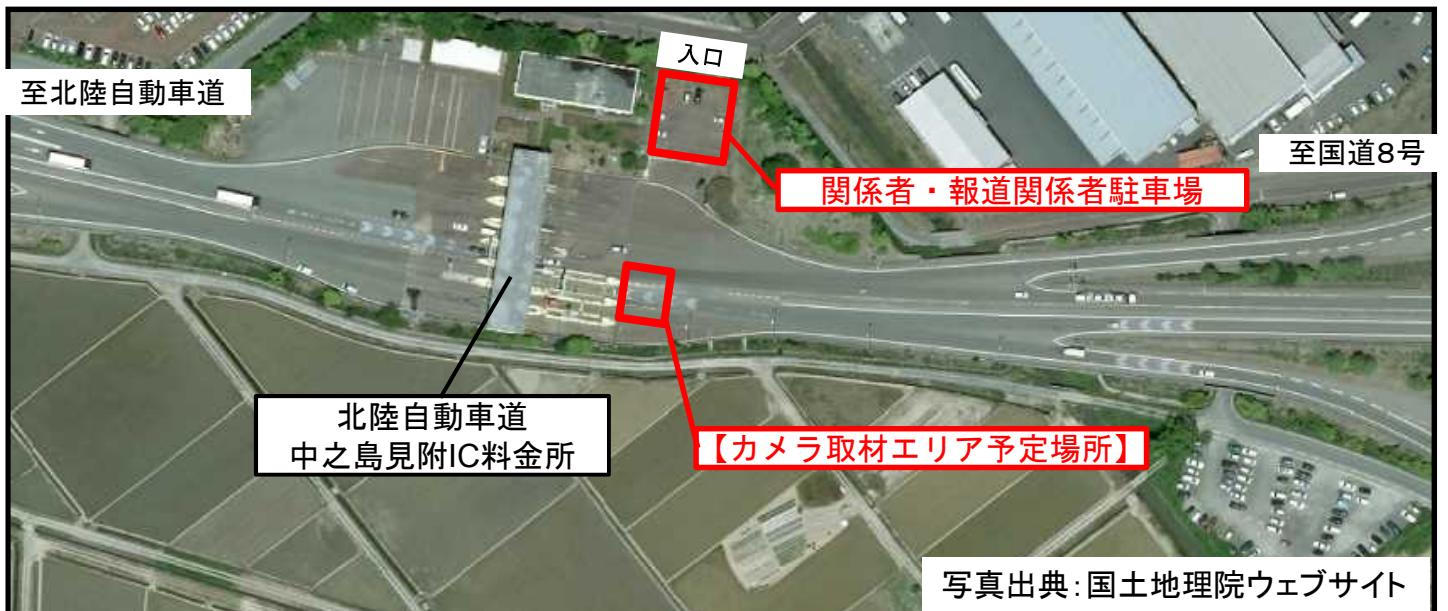 入口
至北陸自動車道
至国道8号
関係者・報道関係者駐車場
北陸自動車道
中之島見附IC料金所
【カメラ取材エリア予定場所】
写真出典：国土地理院ウェブサイト